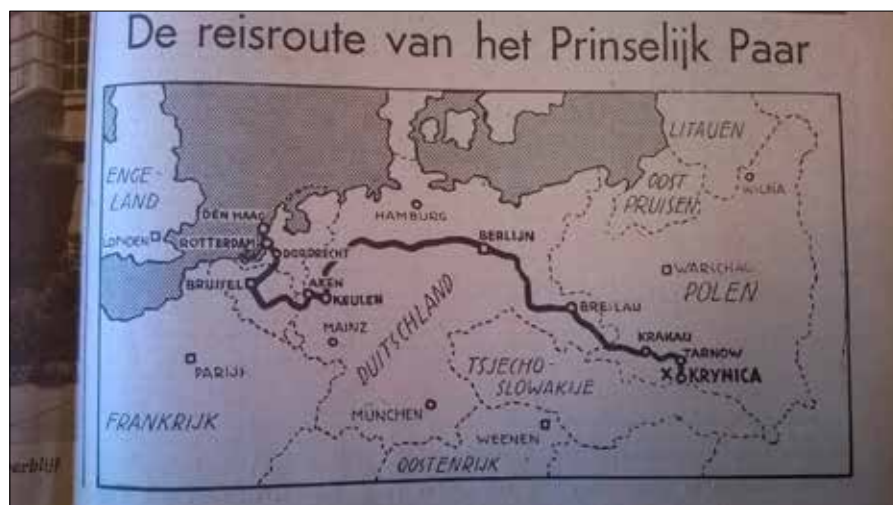 De reisroute van het Prinselijk Paar
LITAUEN
ENGE-
LAND
WILNA
OOST
PRUISEN
DEN HAAG
HAMBURG
LONDEN
ROTTERDAM
DORDRECHT
BERLIJN
WARSCHAU
POLEN
BRUSSEL
AKEN
KEULEN
BRESLAU
MAINZ
DUITSCHLAND
KRAKAU
TARNOW
PARIJS
TSJECHO-
SLOWAKIJE
X KRYNICA
MÜNCHEN
FRANKRIJK
WEENEN
OOSTENRIJK
erblijf